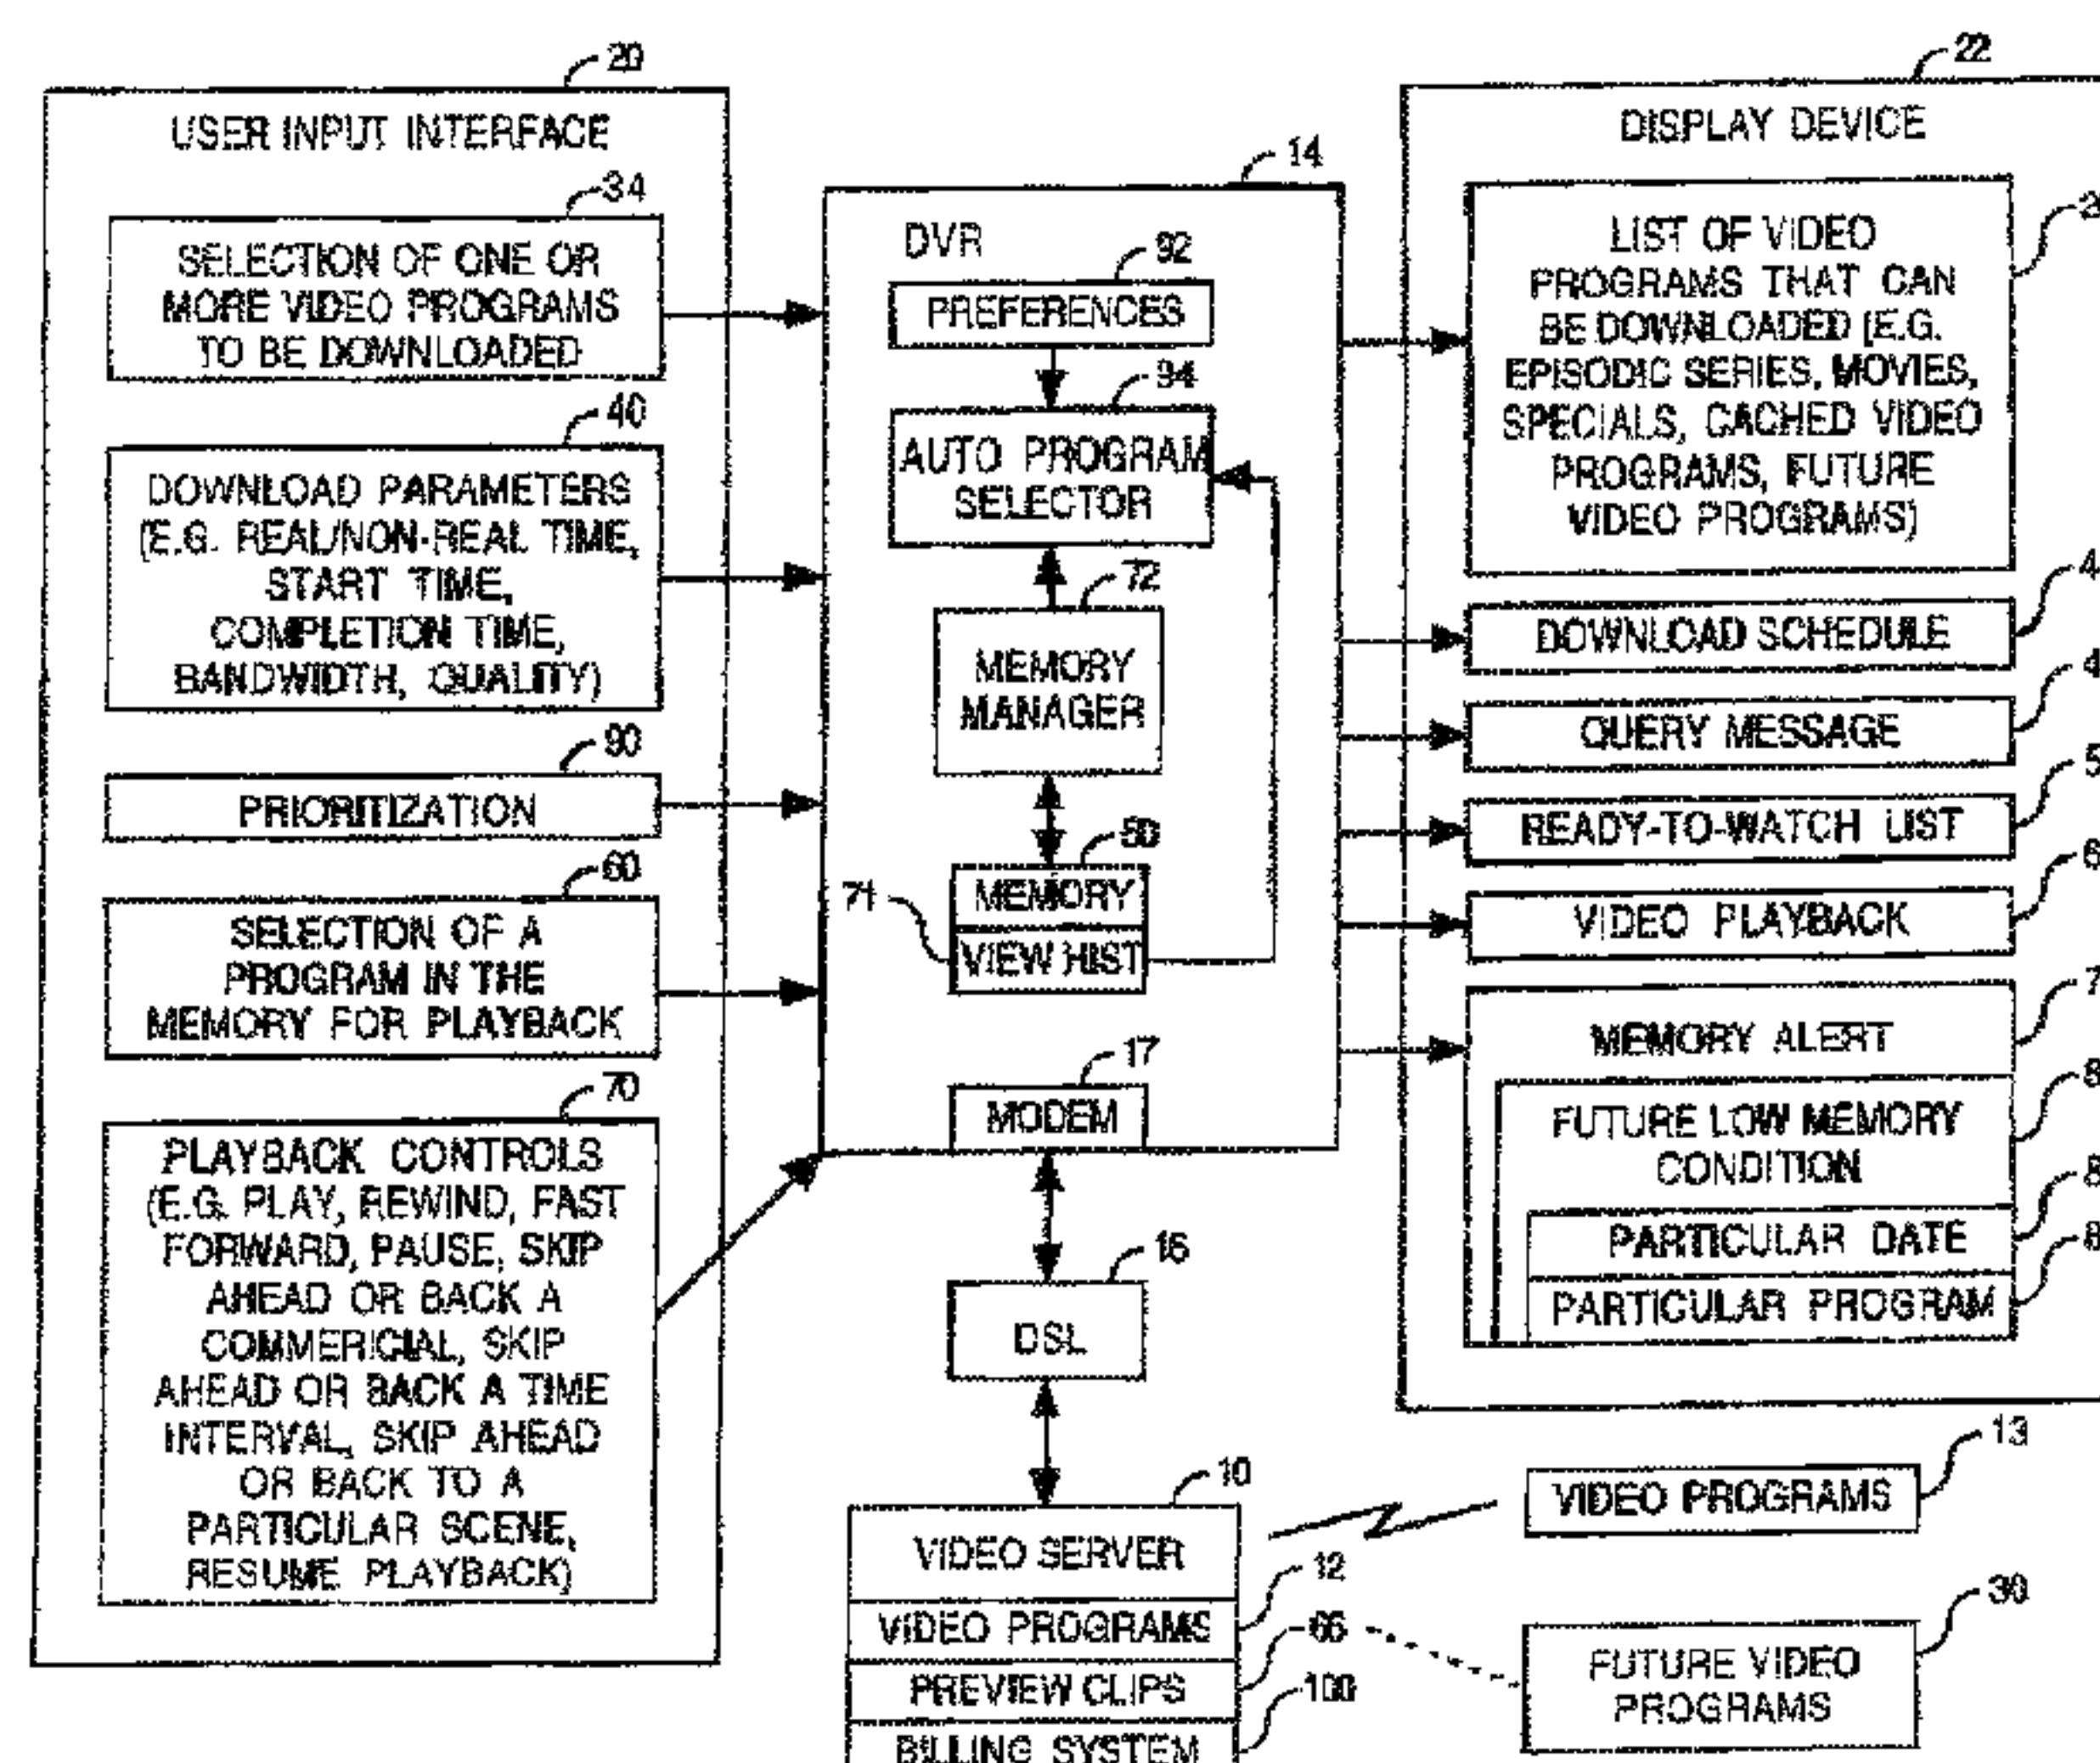 20
USER INPUT INTERFACE
34
SELECTION OF ONE OR
MORE VIDEO PROGRAMS
TO BE DOWNLOADED
40
DOWNLOAD PARAMETERS
(E.G. REAL/NON-REAL TIME,
START TIME,
COMPLETION TIME,
BANDWIDTH, QUALITY)
90
PRIORITIZATION
60
SELECTION OF A
PROGRAM IN THE
MEMORY FOR PLAYBACK
70
PLAYBACK CONTROLS
(E.G. PLAY, REWIND, FAST
FORWARD, PAUSE, SKIP
AHEAD OR BACK A
COMMERICIAL, SKIP
AHEAD OR BACK A TIME
INTERVAL, SKIP AHEAD
OR BACK TO A
PARTICULAR SCENE,
RESUME PLAYBACK)
14
DVR
92
PREFERENCES
94
AUTO PROGRAM
SELECTOR
72
MEMORY
MANAGER
50
MEMORY
71
VIEW HIST
17
MODEM
16
DSL
10
VIDEO SERVER
12
VIDEO PROGRAMS
66
PREVIEW CLIPS
100
BILLING SYSTEM
22
DISPLAY DEVICE
LIST OF VIDEO
PROGRAMS THAT CAN
BE DOWNLOADED (E.G.
EPISODIC SERIES, MOVIES,
SPECIALS, CACHED VIDEO
PROGRAMS, FUTURE
VIDEO PROGRAMS)
DOWNLOAD SCHEDULE
QUERY MESSAGE
READY-TO-WATCH LIST
VIDEO PLAYBACK
MEMORY ALERT
FUTURE LOW MEMORY
CONDITION
PARTICULAR DATE
PARTICULAR PROGRAM
13
VIDEO PROGRAMS
30
FUTURE VIDEO
PROGRAMS